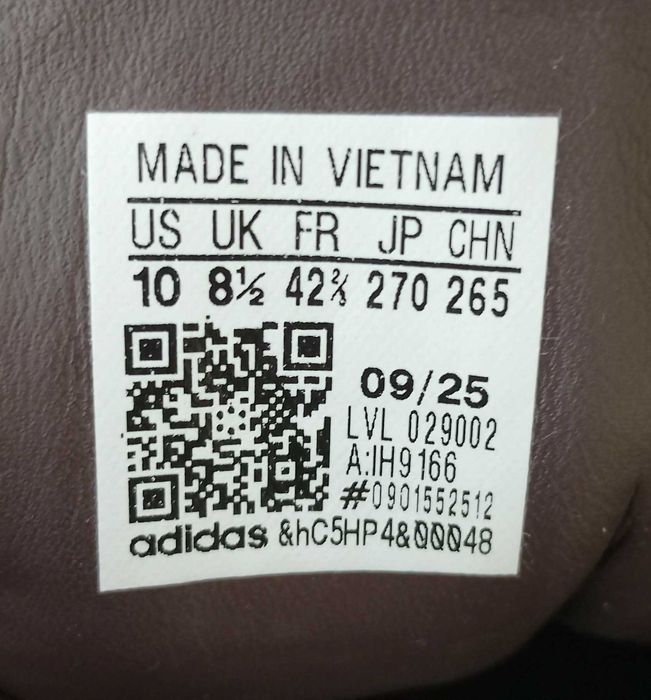 MADE IN VIETNAM
US UK FR JP CHN
10 8½ 42⅔ 270 265
09/25
LVL 029002
A:IH9166
#0901552512
adidas &hC5HP4&00048